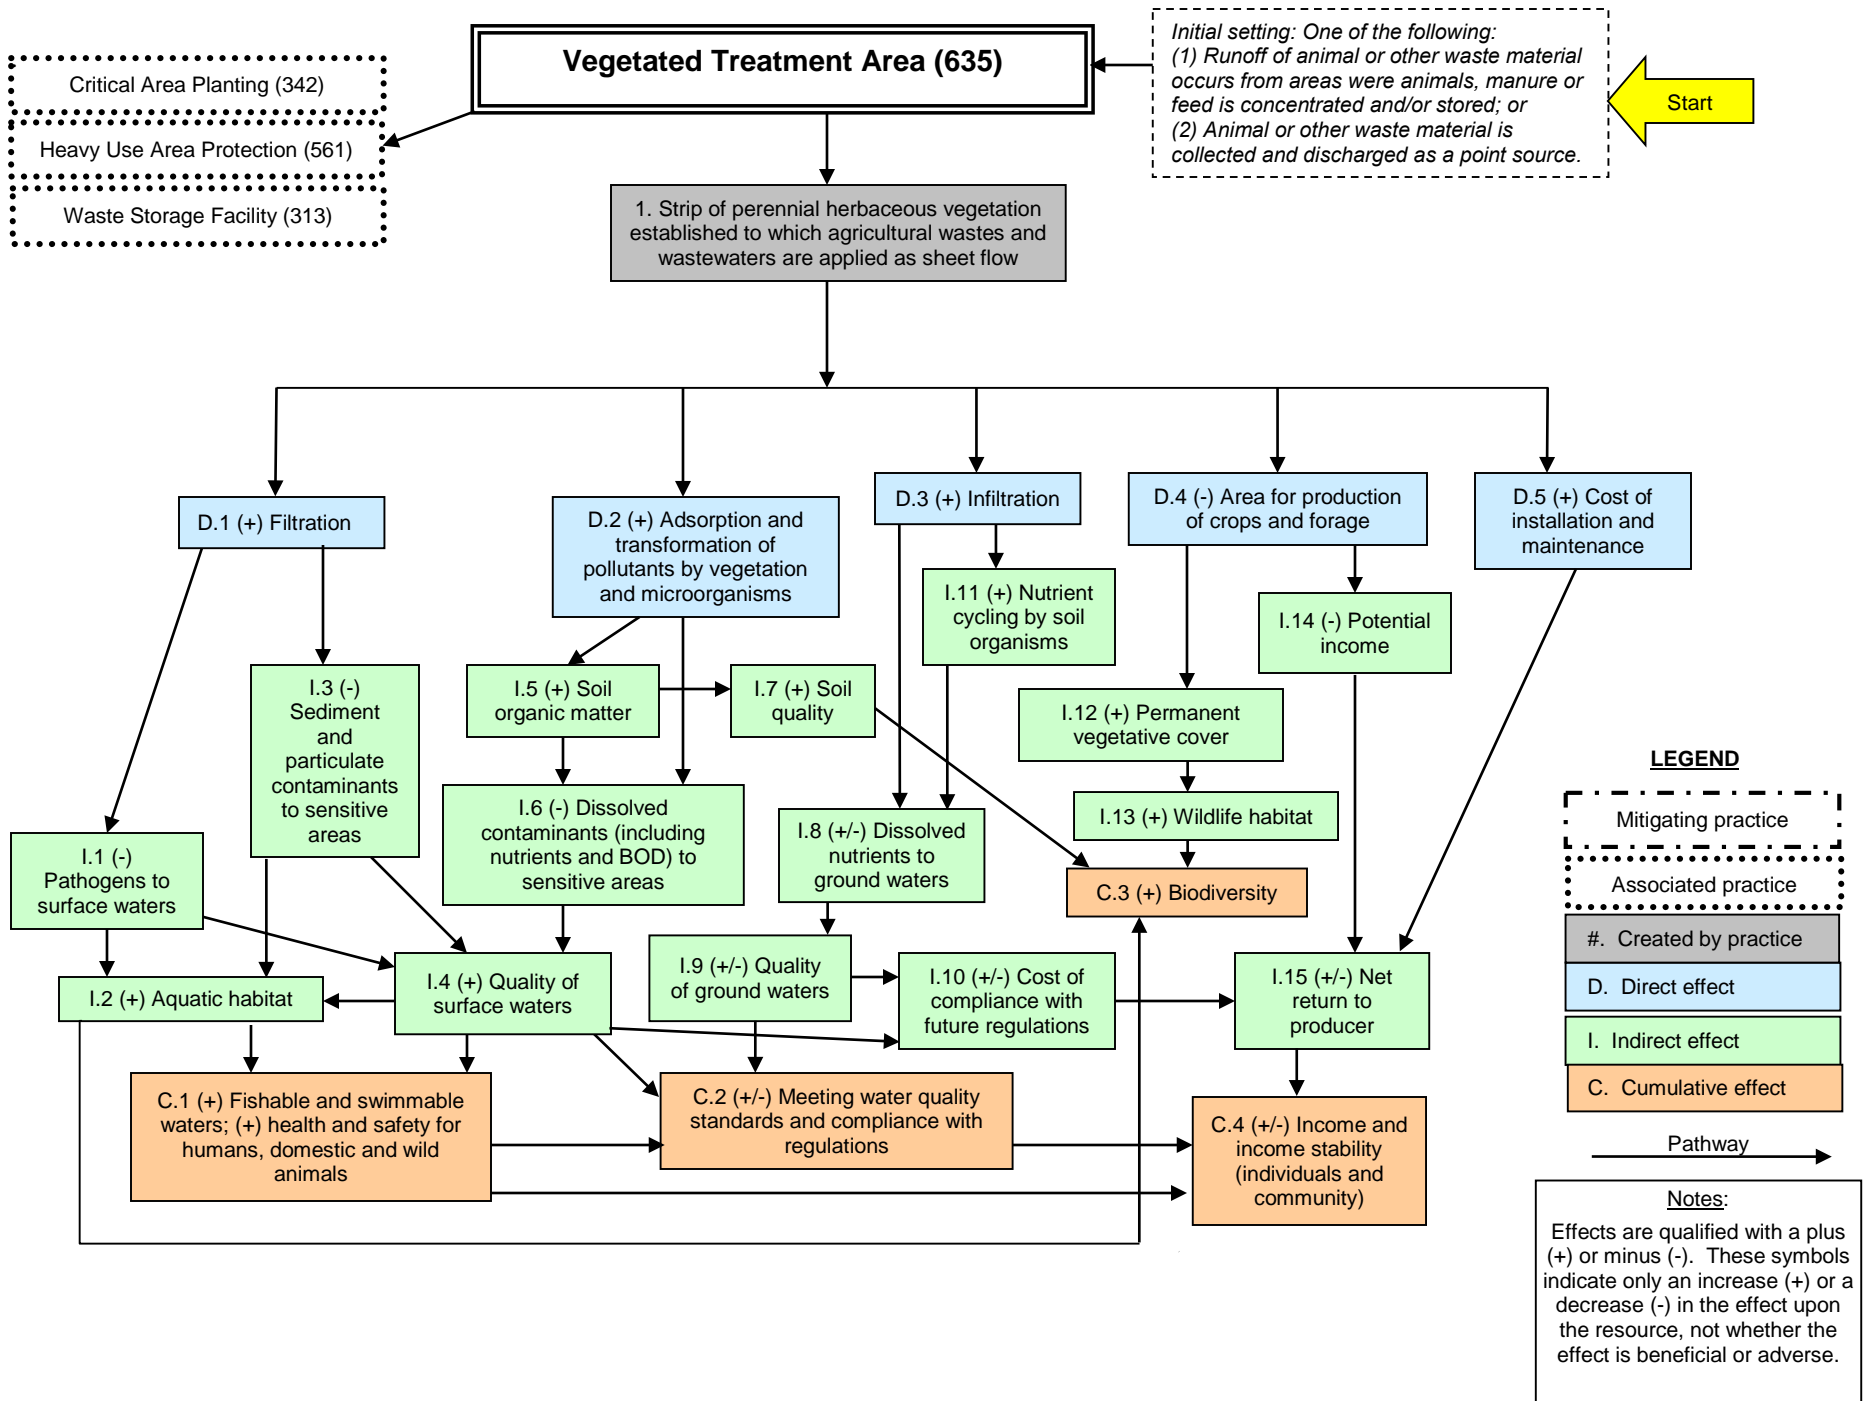 Vegetated Treatment Area (635)
Initial setting: One of the following:
(1) Runoff of animal or other waste material
occurs from areas were animals, manure or
feed is concentrated and/or stored; or
(2) Animal or other waste material is
collected and discharged as a point source.
Start
Critical Area Planting (342)
Heavy Use Area Protection (561)
Waste Storage Facility (313)
1. Strip of perennial herbaceous vegetation
established to which agricultural wastes and
wastewaters are applied as sheet flow
D.1 (+) Filtration
D.2 (+) Adsorption and
transformation of
pollutants by vegetation
and microorganisms
D.3 (+) Infiltration
D.4 (-) Area for production
of crops and forage
D.5 (+) Cost of
installation and
maintenance
I.11 (+) Nutrient
cycling by soil
organisms
I.14 (-) Potential
income
I.3 (-)
Sediment
and
particulate
contaminants
to sensitive
areas
I.5 (+) Soil
organic matter
I.7 (+) Soil
quality
I.12 (+) Permanent
vegetative cover
I.1 (-)
Pathogens to
surface waters
I.6 (-) Dissolved
contaminants (including
nutrients and BOD) to
sensitive areas
I.8 (+/-) Dissolved
nutrients to
ground waters
I.13 (+) Wildlife habitat
C.3 (+) Biodiversity
I.2 (+) Aquatic habitat
I.4 (+) Quality of
surface waters
I.9 (+/-) Quality
of ground waters
I.10 (+/-) Cost of
compliance with
future regulations
I.15 (+/-) Net
return to
producer
C.1 (+) Fishable and swimmable
waters; (+) health and safety for
humans, domestic and wild
animals
C.2 (+/-) Meeting water quality
standards and compliance with
regulations
C.4 (+/-) Income and
income stability
(individuals and
community)
LEGEND
Mitigating practice
Associated practice
#. Created by practice
D. Direct effect
I. Indirect effect
C. Cumulative effect
Pathway
Notes:
Effects are qualified with a plus
(+) or minus (-). These symbols
indicate only an increase (+) or a
decrease (-) in the effect upon
the resource, not whether the
effect is beneficial or adverse.